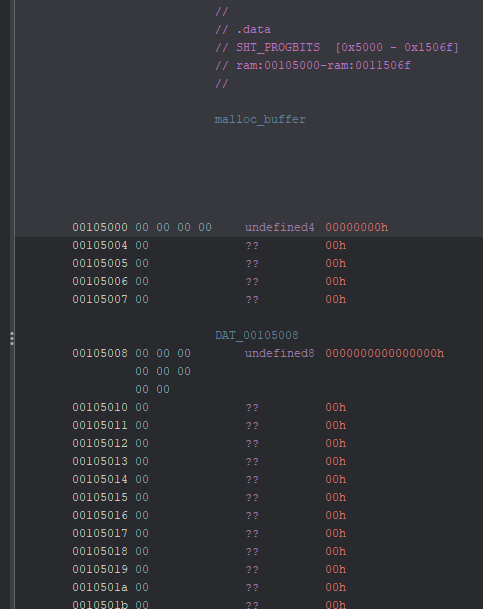 //
// .data
// SHT_PROGBITS [0x5000 - 0x1506f]
// ram:00105000-ram:0011506f
//
malloc_buffer
00105000 00 00 00 00 undefined4 00000000h
00105004 00 ?? 00h
00105005 00 ?? 00h
00105006 00 ?? 00h
00105007 00 ?? 00h
DAT_00105008
00105008 00 00 00 undefined8 0000000000000000h
00 00 00
00 00
00105010 00 ?? 00h
00105011 00 ?? 00h
00105012 00 ?? 00h
00105013 00 ?? 00h
00105014 00 ?? 00h
00105015 00 ?? 00h
00105016 00 ?? 00h
00105017 00 ?? 00h
00105018 00 ?? 00h
00105019 00 ?? 00h
0010501a 00 ?? 00h
0010501b 00 ?? 00h